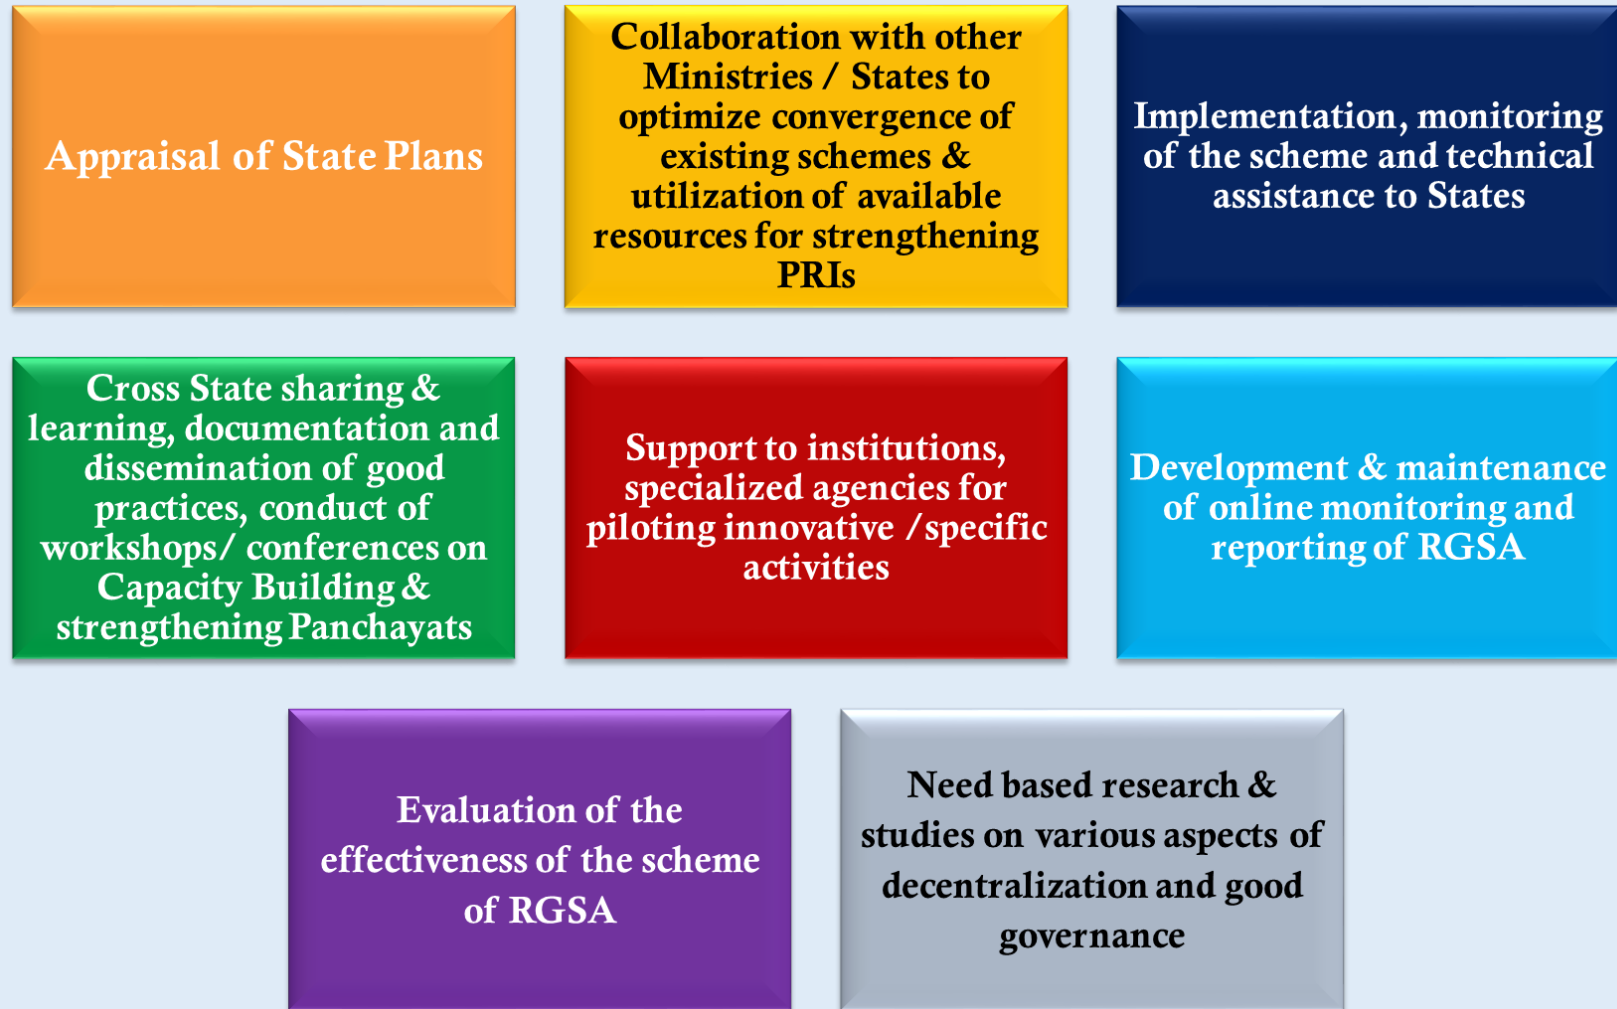 Appraisal of State Plans
Collaboration with other
Ministries / States to
optimize convergence of
existing schemes &
utilization of available
resources for strengthening
PRIs
Implementation, monitoring
of the scheme and technical
assistance to States
Cross State sharing &
learning, documentation and
dissemination of good
practices, conduct of
workshops/ conferences on
Capacity Building &
strengthening Panchayats
Support to institutions,
specialized agencies for
piloting innovative /specific
activities
Development & maintenance
of online monitoring and
reporting of RGSA
Evaluation of the
effectiveness of the scheme
of RGSA
Need based research &
studies on various aspects of
decentralization and good
governance